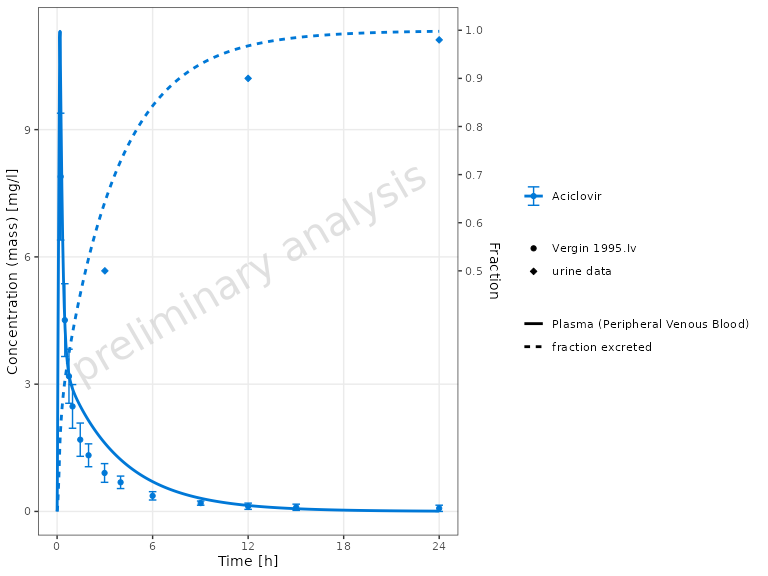 Concentration (mass) [mg/l]
9
6
3
0
0
6
12
18
24
Time [h]
1.0
0.9
0.8
0.7
0.6
0.5
Fraction
preliminary analysis
Aciclovir
Vergin 1995.Iv
urine data
Plasma (Peripheral Venous Blood)
fraction excreted